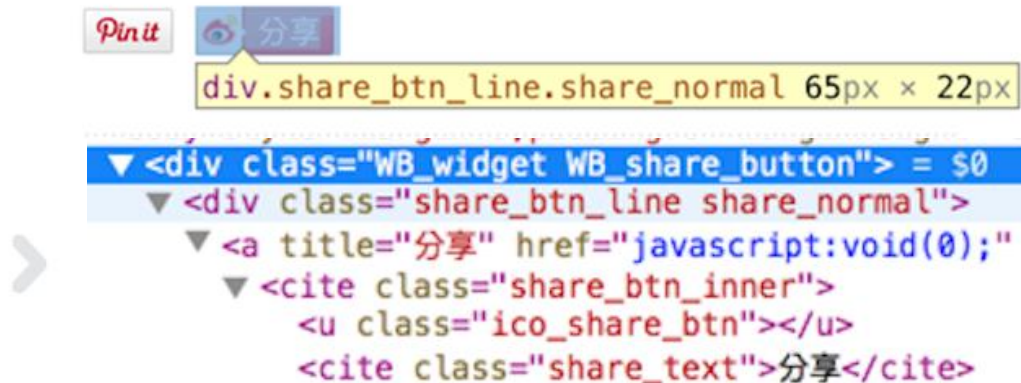 Pin it 分享
div.share_btn_line.share_normal 65px × 22px
▼ <div class="WB_widget WB_share_button"> = $0
▼ <div class="share_btn_line share_normal">
▼ <a title="分享" href="javascript:void(0);"
▼ <cite class="share_btn_inner">
<u class="ico_share_btn"></u>
<cite class="share_text">分享</cite>